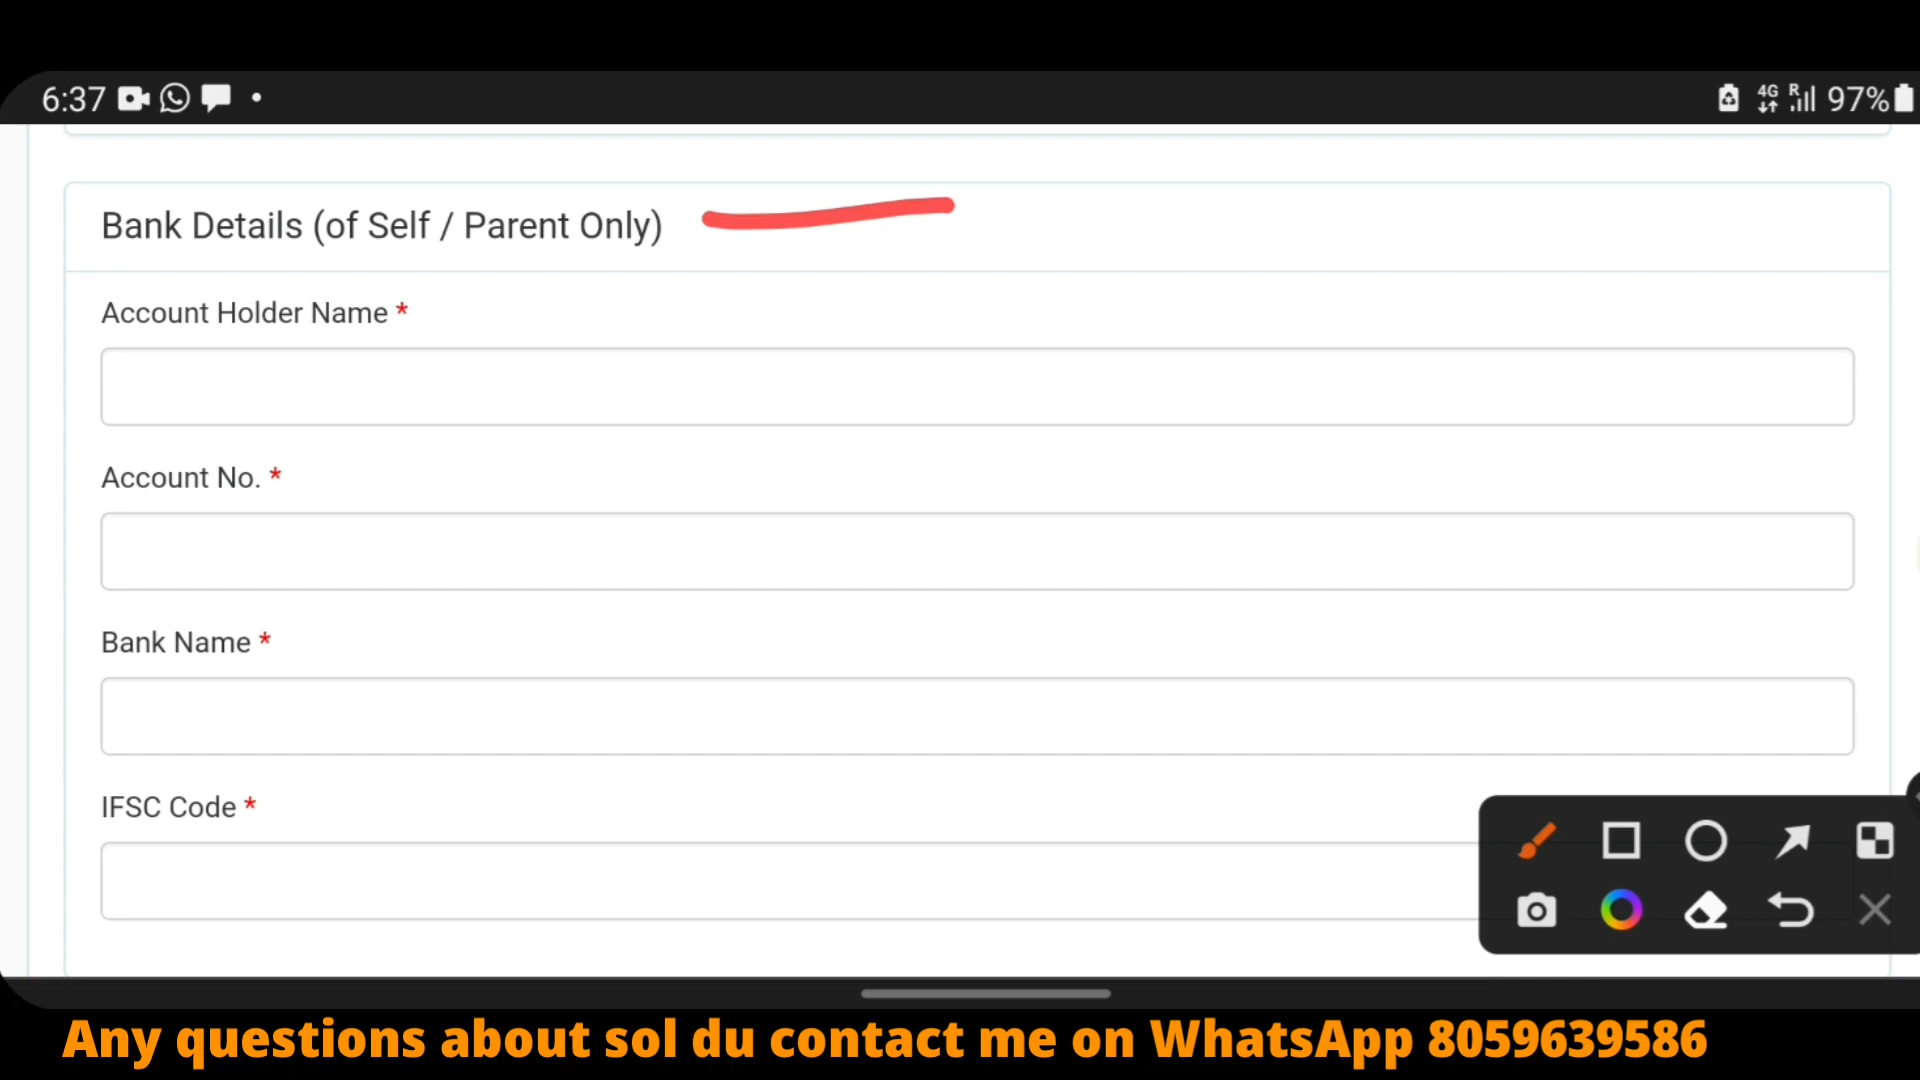 6:37
4G R 97%
Bank Details (of Self / Parent Only)
Account Holder Name *
Account No. *
Bank Name *
IFSC Code *
Any questions about sol du contact me on WhatsApp 8059639586